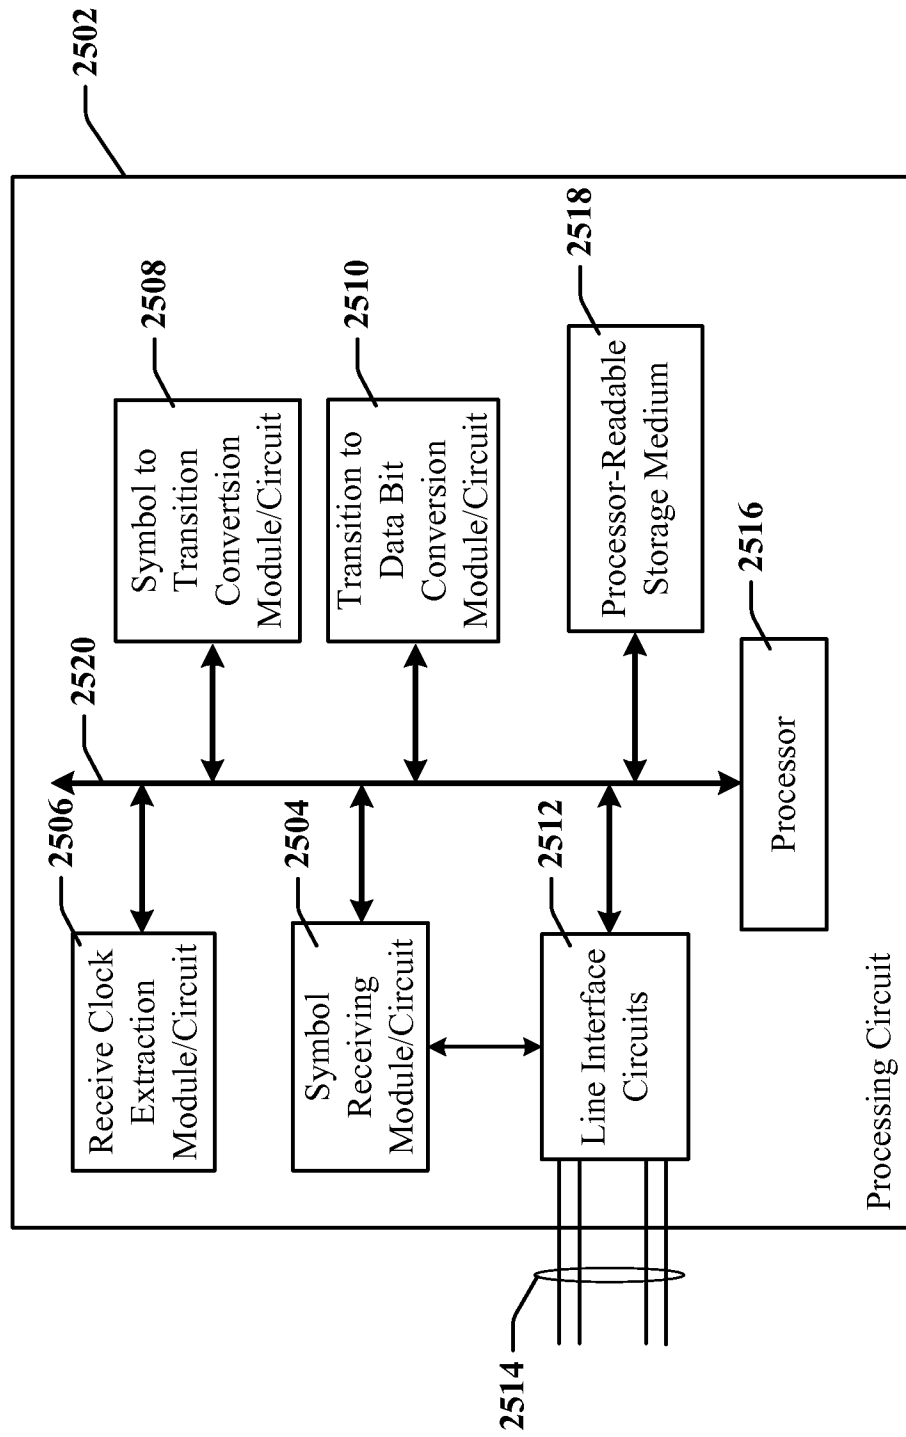 2502
2506
Receive Clock
Extraction
Module/Circuit
2520
2508
Symbol to
Transition
Convertsion
Module/Circuit
2504
Symbol
Receiving
Module/Circuit
2510
Transition to
Data Bit
Conversion
Module/Circuit
2514
2512
Line Interface
Circuits
2518
Processor-Readable
Storage Medium
2516
Processor
Processing Circuit